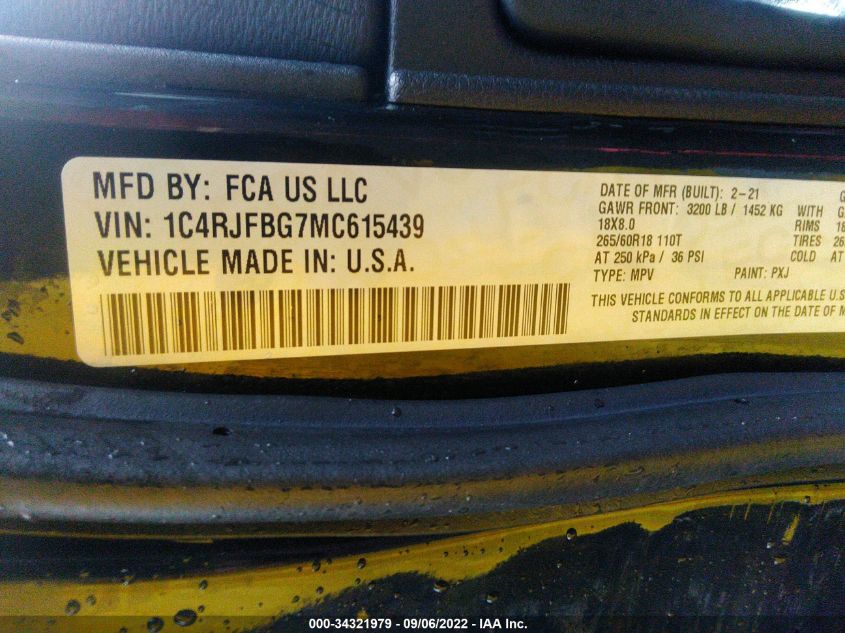 MFD BY: FCA US LLC
VIN: 1C4RJFBG7MC615439
VEHICLE MADE IN: U.S.A.
DATE OF MFR (BUILT): 2-21
GAWR FRONT: 3200 LB / 1452 KG WITH
18X8.0 RIMS 18
265/60R18 110T TIRES 26
AT 250 kPa / 36 PSI COLD AT
TYPE: MPV PAINT: PXJ
THIS VEHICLE CONFORMS TO ALL APPLICABLE U.S
STANDARDS IN EFFECT ON THE DATE OF M
000-34321979 - 09/06/2022 - IAA Inc.